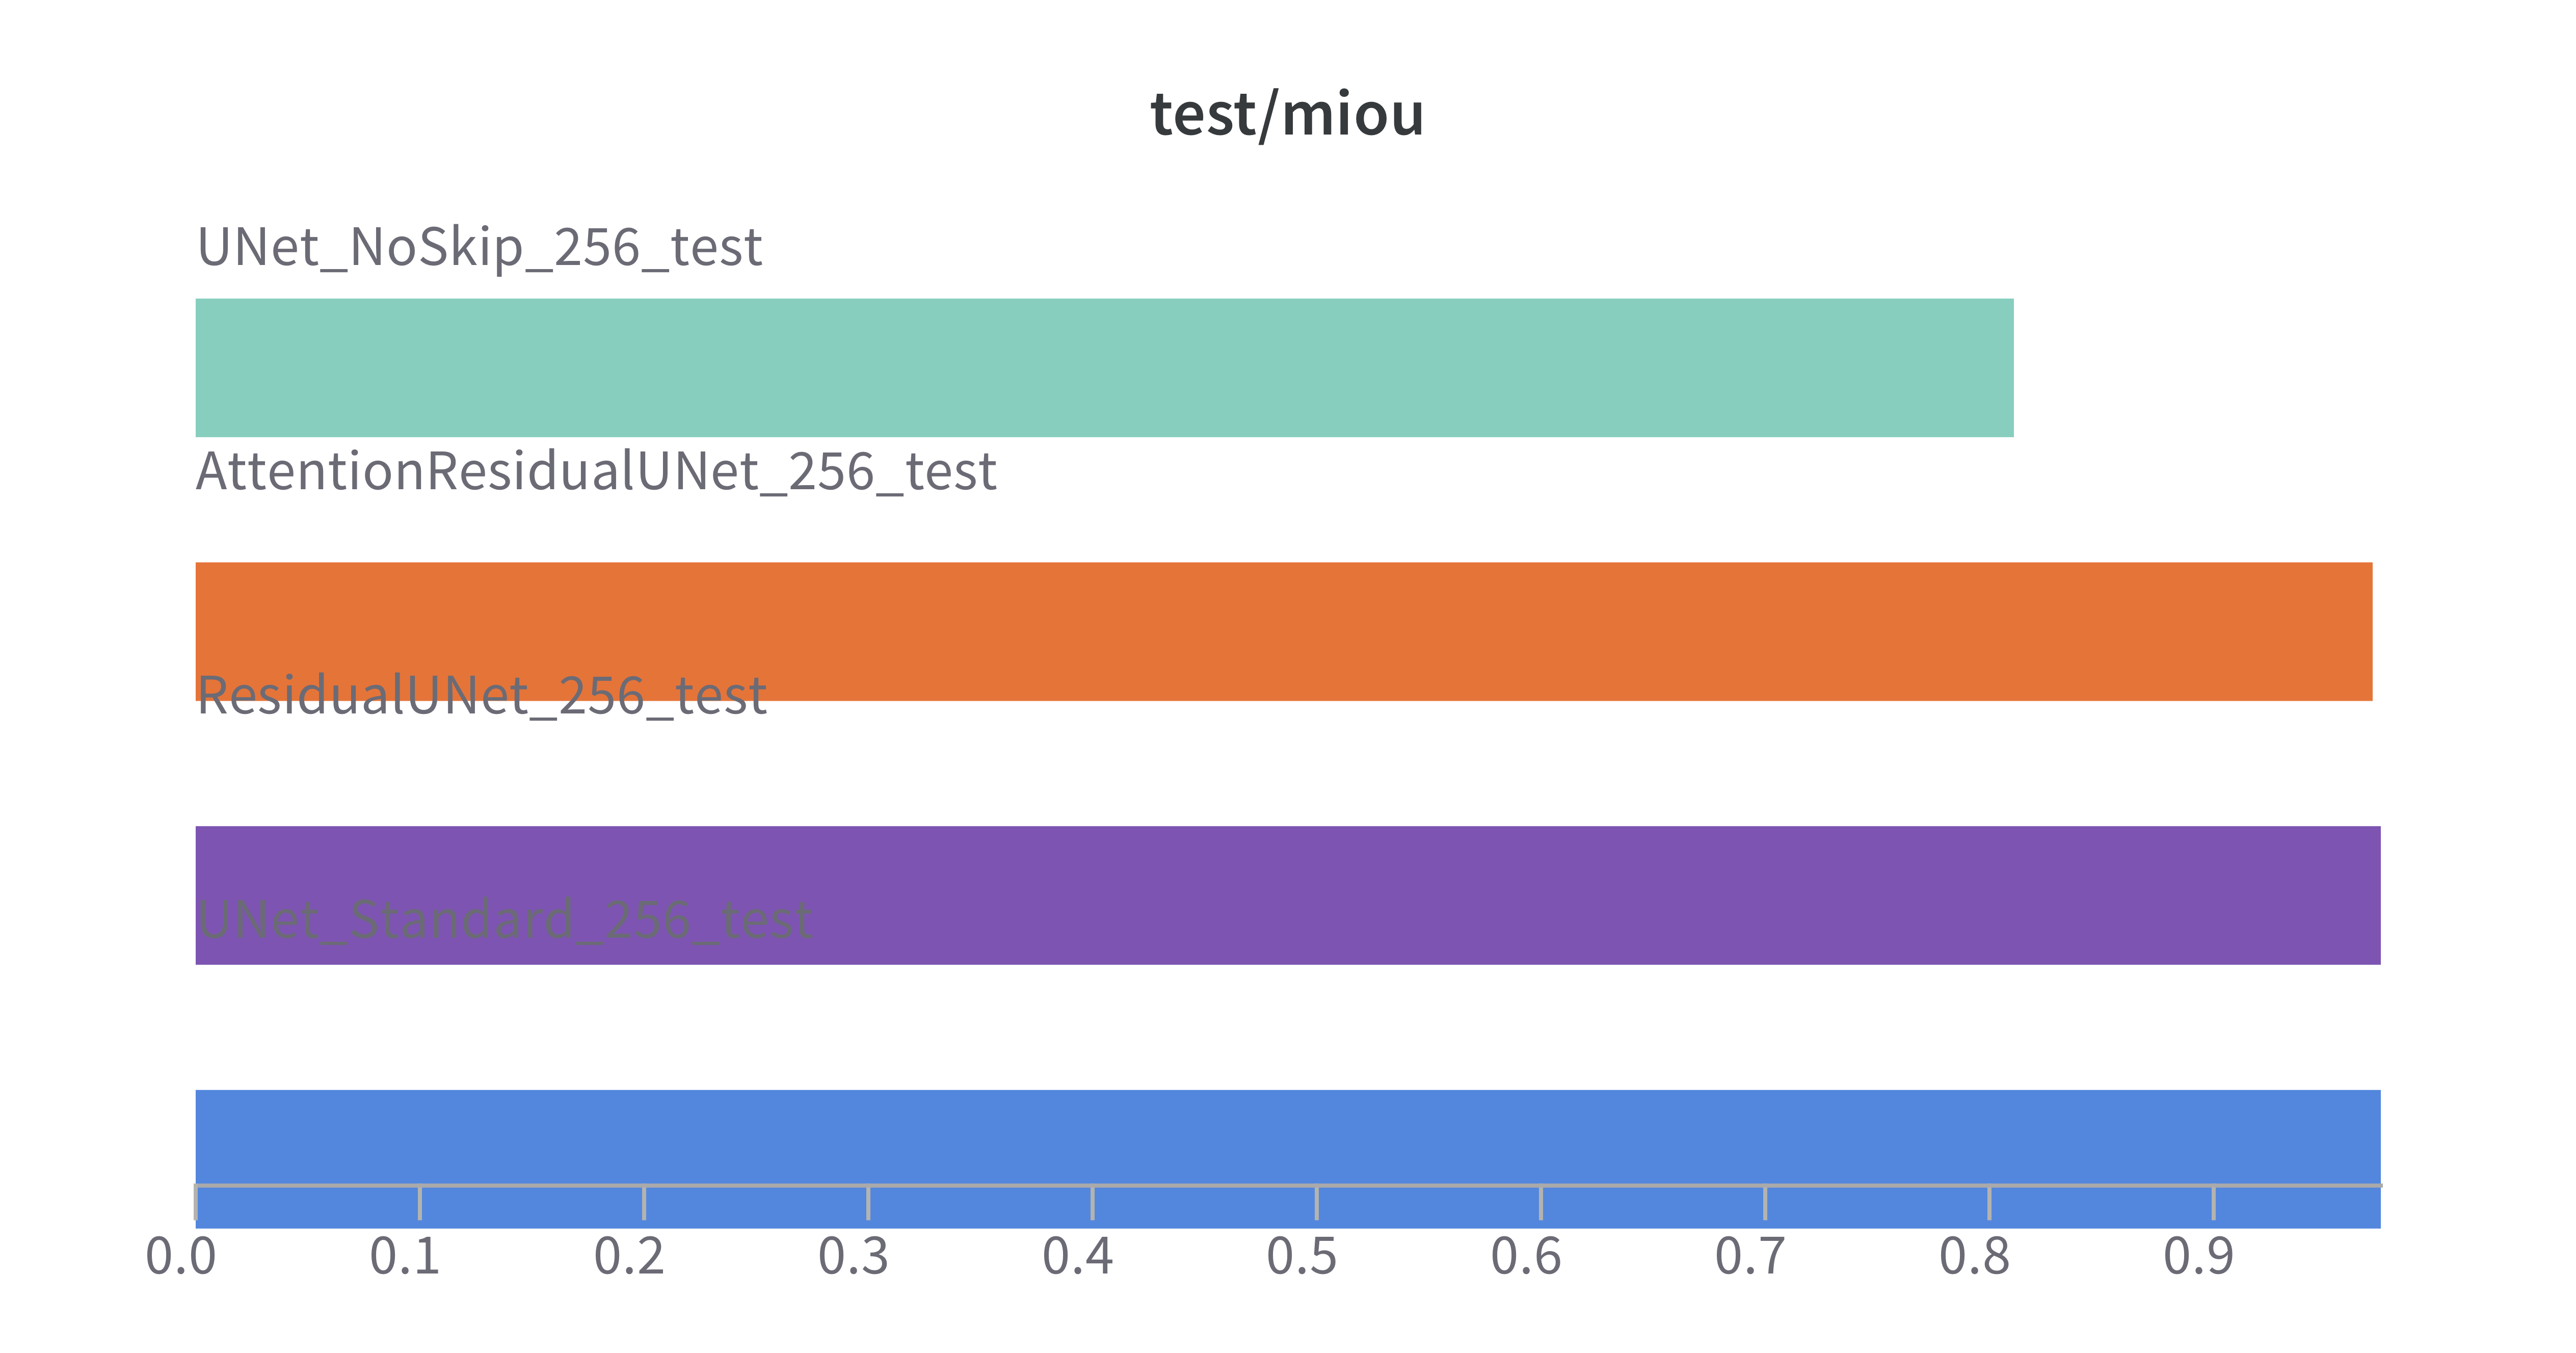 test/miou
UNet_NoSkip_256_test
AttentionResidualUNet_256_test
ResidualUNet_256_test
UNet_Standard_256_test
0.0 0.1 0.2 0.3 0.4 0.5 0.6 0.7 0.8 0.9